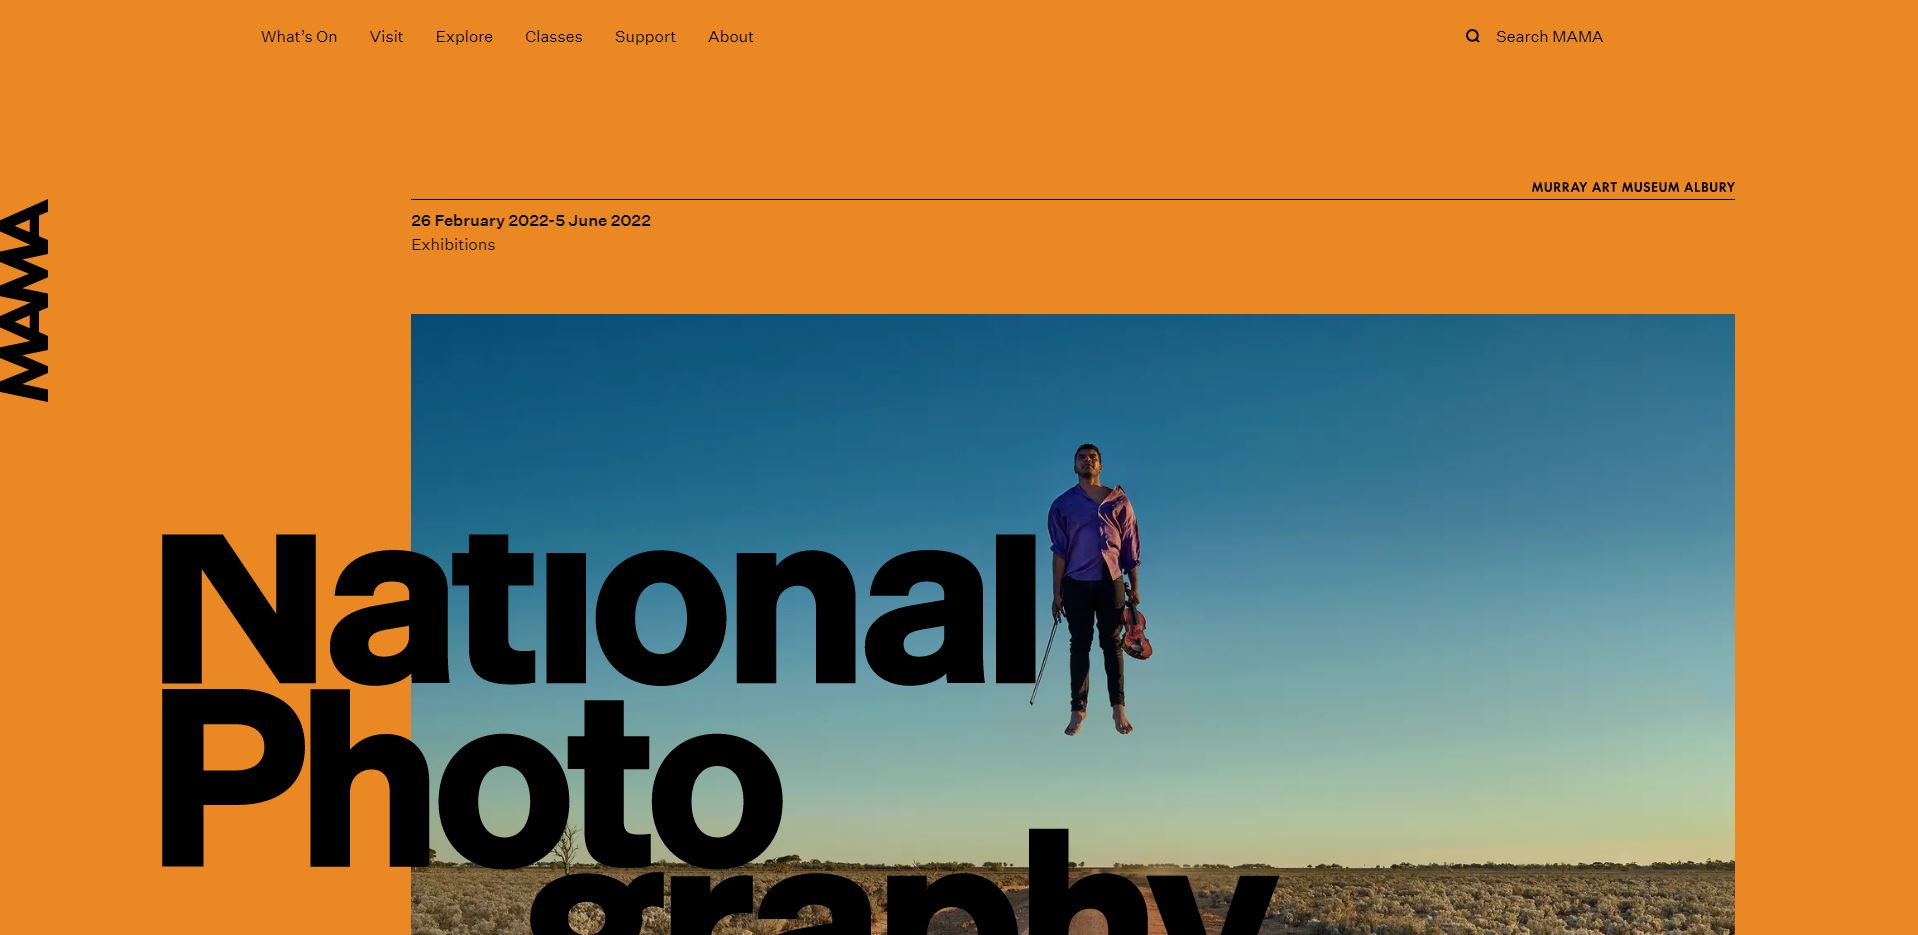 What’s On
Visit
Explore
Classes
Support
About
Search MAMA
MURRAY ART MUSEUM ALBURY
26 February 2022-5 June 2022
Exhibitions
MAMA
National
Photo
graphy